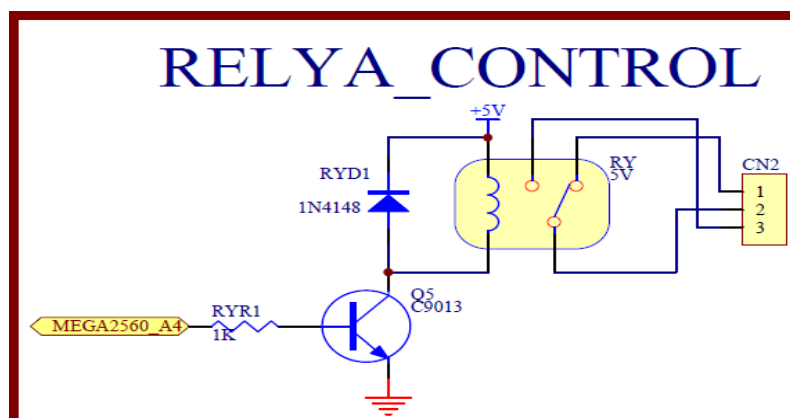 RELYA_CONTROL
+5V
RYD1
1N4148
RY
5V
CN2
1
2
3
Q5
C9013
MEGA2560_A4
RYR1
1K